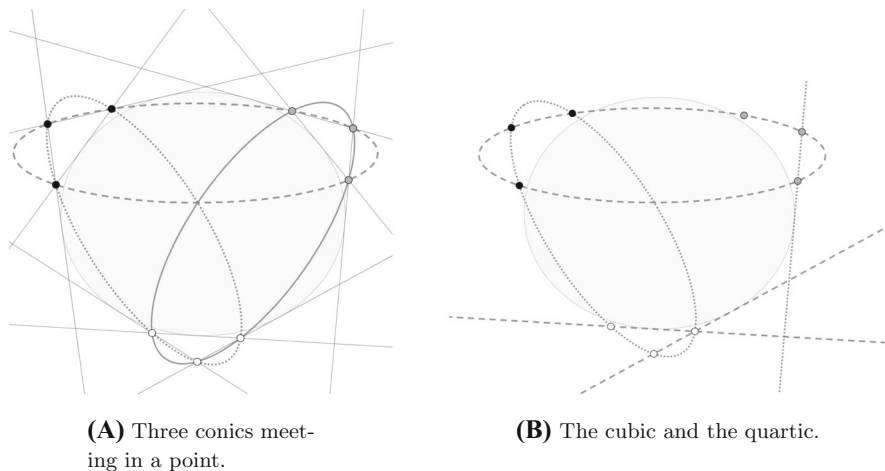 (A) Three conics meet-
ing in a point.
(B) The cubic and the quartic.